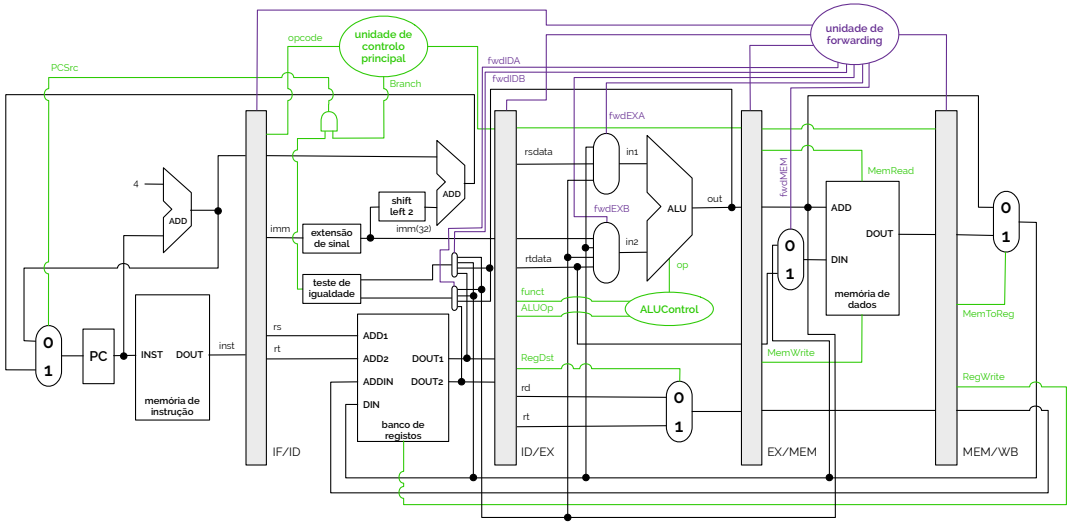 unidade de
controlo
principal
unidade de
forwarding
opcode
fwdIDA
fwdIDB
PCSrc
Branch
fwdEXA
rsdata
in1
MemRead
4
ADD
ADD
shift
left 2
fwdMEM
ALU
out
ADD
0
1
fwdEXB
imm
extensão
de sinal
imm(32)
in2
DOUT
0
1
DIN
rtdata
op
teste de
igualdade
funct
ALUOp
ALUControl
memória de
dados
MemToReg
rs
rt
ADD1
ADD2
ADDIN
DIN
DOUT1
DOUT2
banco de
registos
0
1
PC
INST
DOUT
inst
memória de
instrução
RegDst
rd
rt
0
1
MemWrite
RegWrite
IF/ID
ID/EX
EX/MEM
MEM/WB